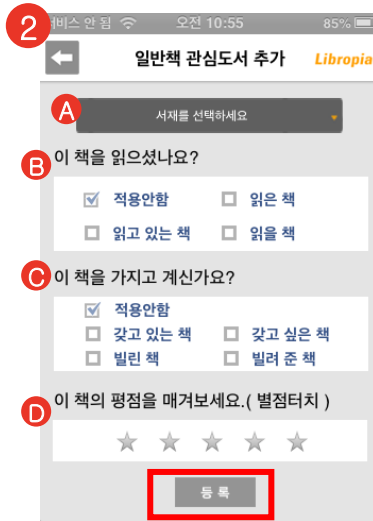 2
서비스 안 됨 오전 10:55 85%
일반책 관심도서 추가 Libropia
A 서재를 선택하세요
B 이 책을 읽으셨나요?
적용안함 읽은 책
읽고 있는 책 읽을 책
C 이 책을 가지고 계신가요?
적용안함
갖고 있는 책 갖고 싶은 책
빌린 책 빌려 준 책
D 이 책의 평점을 매겨보세요.( 별점터치 )
등 록